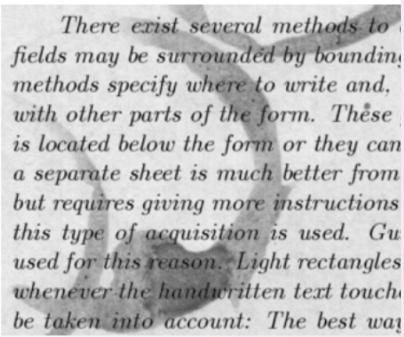 There exist several methods to
fields may be surrounded by bounding
methods specify where to write and,
with other parts of the form. These
is located below the form or they can
a separate sheet is much better from
but requires giving more instructions
this type of acquisition is used. Gu
used for this reason. Light rectangles
whenever the handwritten text touch
be taken into account: The best way